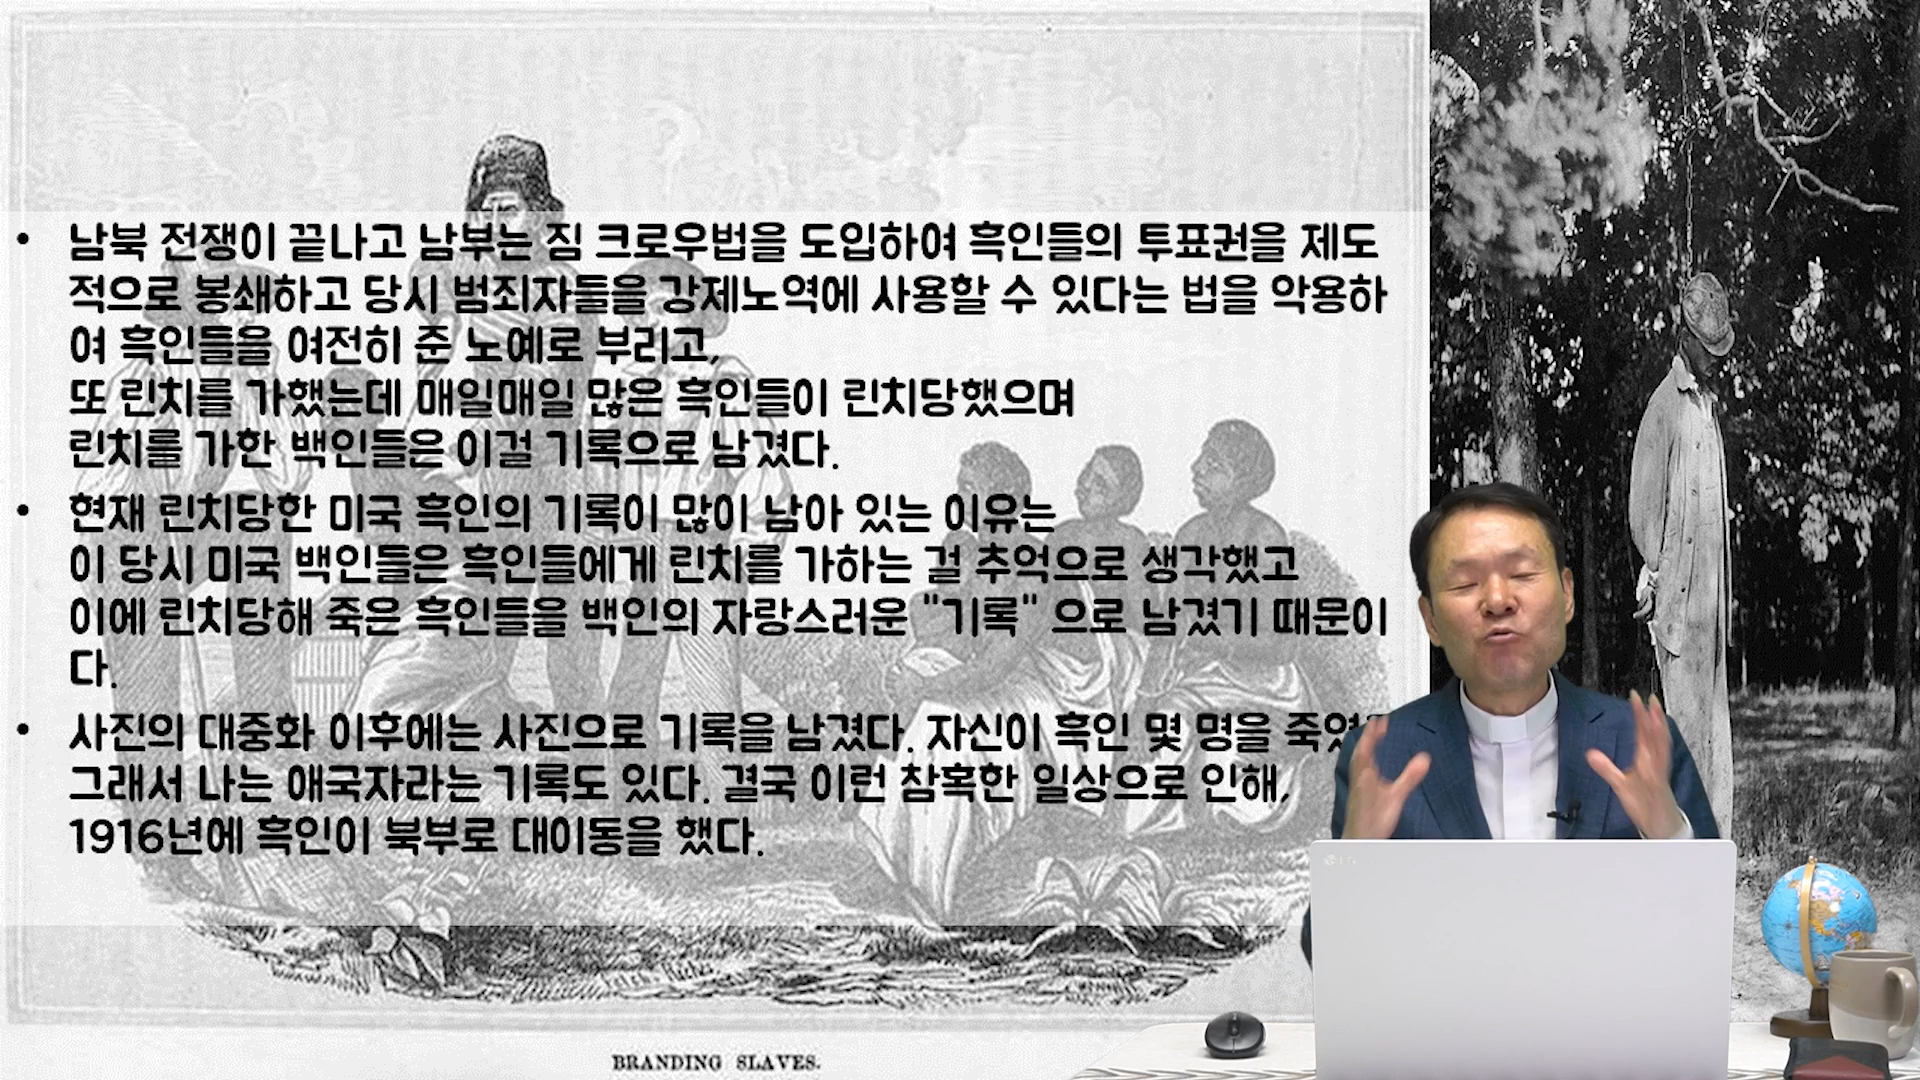 • 남북 전쟁이 끝나고 남부는 짐 크로우법을 도입하여 흑인들의 투표권을 제도
적으로 봉쇄하고 당시 범죄자들을 강제노역에 사용할 수 있다는 법을 악용하
여 흑인들을 여전히 준 노예로 부리고,
또 린치를 가했는데 매일매일 많은 흑인들이 린치당했으며
린치를 가한 백인들은 이걸 기록으로 남겼다.
• 현재 린치당한 미국 흑인의 기록이 많이 남아 있는 이유는
이 당시 미국 백인들은 흑인들에게 린치를 가하는 걸 추억으로 생각했고
이에 린치당해 죽은 흑인들을 백인의 자랑스러운 "기록" 으로 남겼기 때문이
다.
• 사진의 대중화 이후에는 사진으로 기록을 남겼다. 자신이 흑인 몇 명을
그래서 나는 애국자라는 기록도 있다. 결국 이런 참혹한 일상으로 인해,
1916년에 흑인이 북부로 대이동을 했다.
BRANDING SLAVES.